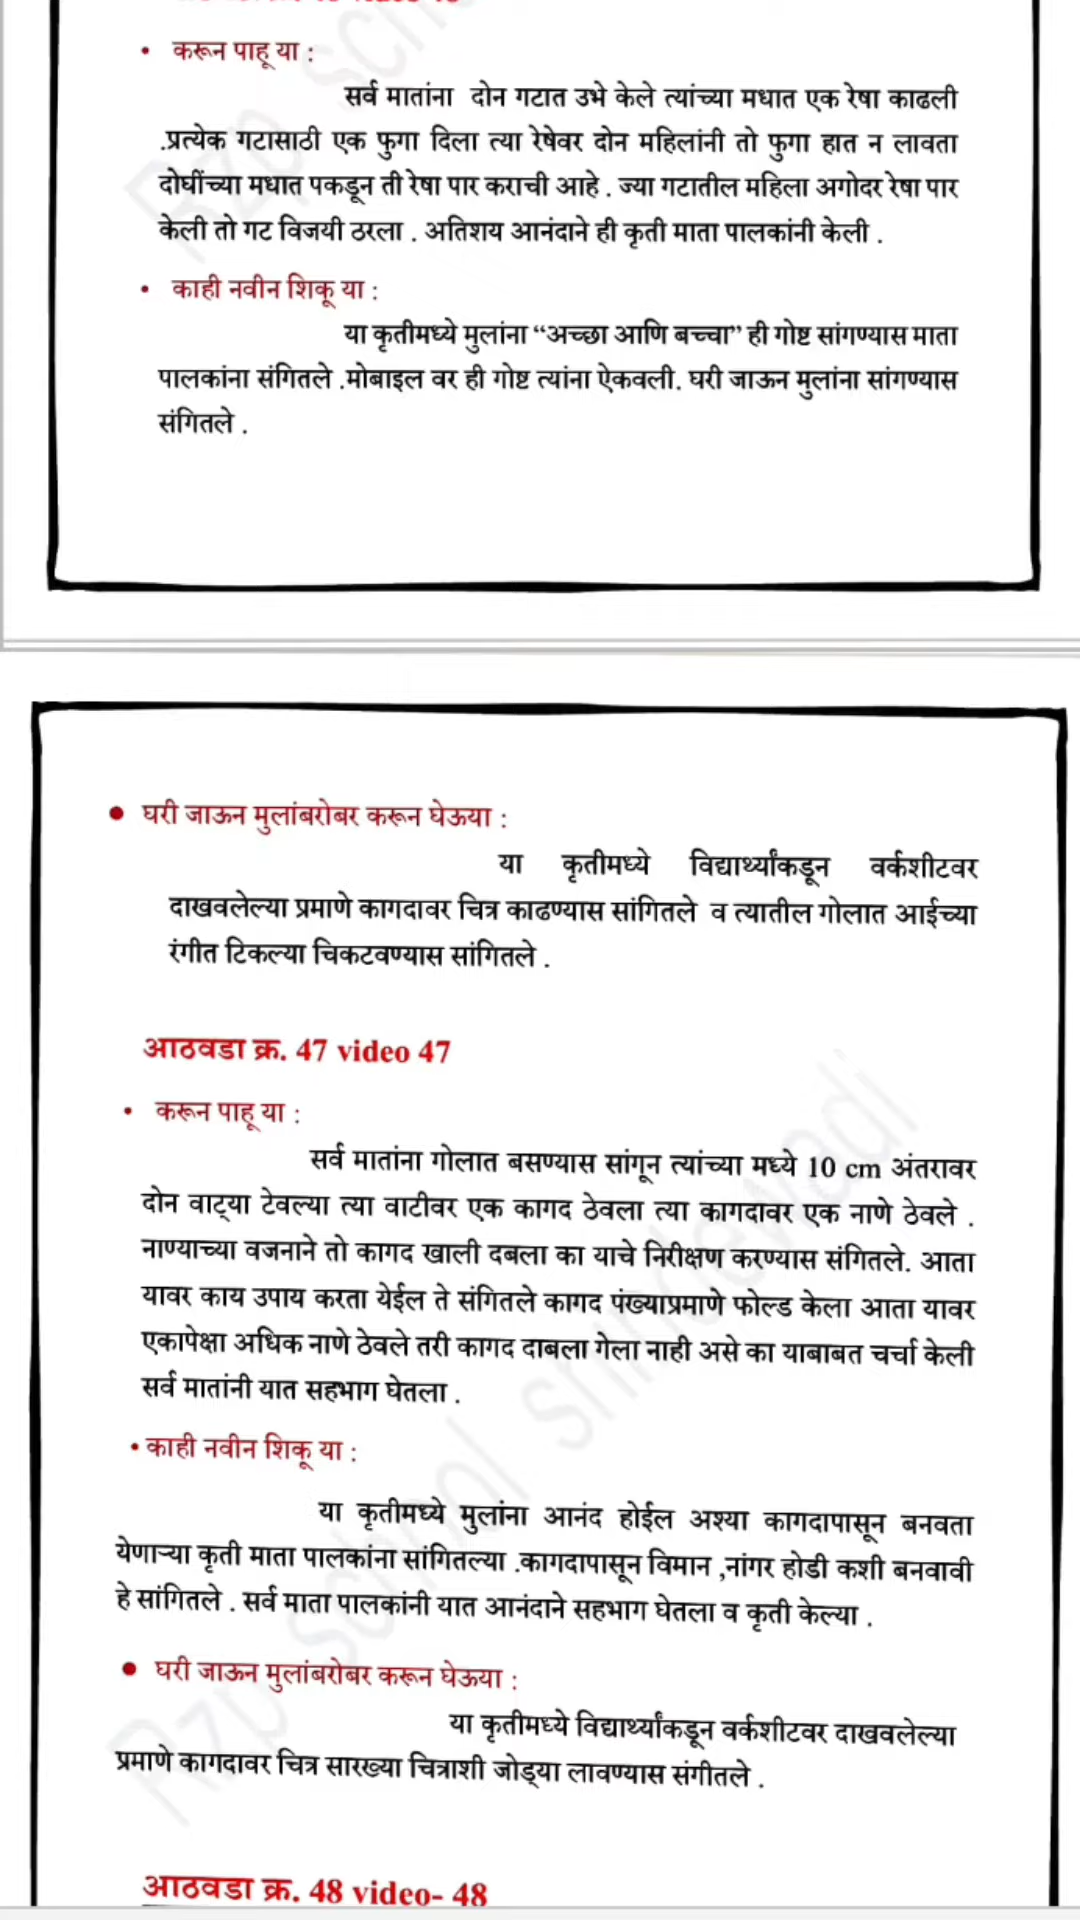 • करून पाहू या :
सर्व मातांना दोन गटात उभे केले त्यांच्या मधात एक रेषा काढली
.प्रत्येक गटासाठी एक फुगा दिला त्या रेषेवर दोन महिलांनी तो फुगा हात न लावता
दोघींच्या मधात पकडून ती रेषा पार कराची आहे . ज्या गटातील महिला अगोदर रेषा पार
केली तो गट विजयी ठरला . अतिशय आनंदाने ही कृती माता पालकांनी केली .
• काही नवीन शिकू या :
या कृतीमध्ये मुलांना “अच्छा आणि बच्चा” ही गोष्ट सांगण्यास माता
पालकांना संगितले .मोबाइल वर ही गोष्ट त्यांना ऐकवली. घरी जाऊन मुलांना सांगण्यास
संगितले .
• घरी जाऊन मुलांबरोबर करून घेऊया :
या कृतीमध्ये विद्यार्थ्यांकडून वर्कशीटवर
दाखवलेल्या प्रमाणे कागदावर चित्र काढण्यास सांगितले व त्यातील गोलात आईच्या
रंगीत टिकल्या चिकटवण्यास सांगितले .
आठवडा क्र. 47 video 47
• करून पाहू या :
सर्व मातांना गोलात बसण्यास सांगून त्यांच्या मध्ये 10 cm अंतरावर
दोन वाट्या टेवल्या त्या वाटीवर एक कागद ठेवला त्या कागदावर एक नाणे ठेवले .
नाण्याच्या वजनाने तो कागद खाली दबला का याचे निरीक्षण करण्यास संगितले. आता
यावर काय उपाय करता येईल ते संगितले कागद पंख्याप्रमाणे फोल्ड केला आता यावर
एकापेक्षा अधिक नाणे ठेवले तरी कागद दाबला गेला नाही असे का याबाबत चर्चा केली
सर्व मातांनी यात सहभाग घेतला .
• काही नवीन शिकू या :
या कृतीमध्ये मुलांना आनंद होईल अश्या कागदापासून बनवता
येणाऱ्या कृती माता पालकांना सांगितल्या .कागदापासून विमान ,नांगर होडी कशी बनवावी
हे सांगितले . सर्व माता पालकांनी यात आनंदाने सहभाग घेतला व कृती केल्या .
• घरी जाऊन मुलांबरोबर करून घेऊया :
या कृतीमध्ये विद्यार्थ्यांकडून वर्कशीटवर दाखवलेल्या
प्रमाणे कागदावर चित्र सारख्या चित्राशी जोड्या लावण्यास संगीतले .
आठवडा क्र. 48 video- 48
Rzp school shindewadi